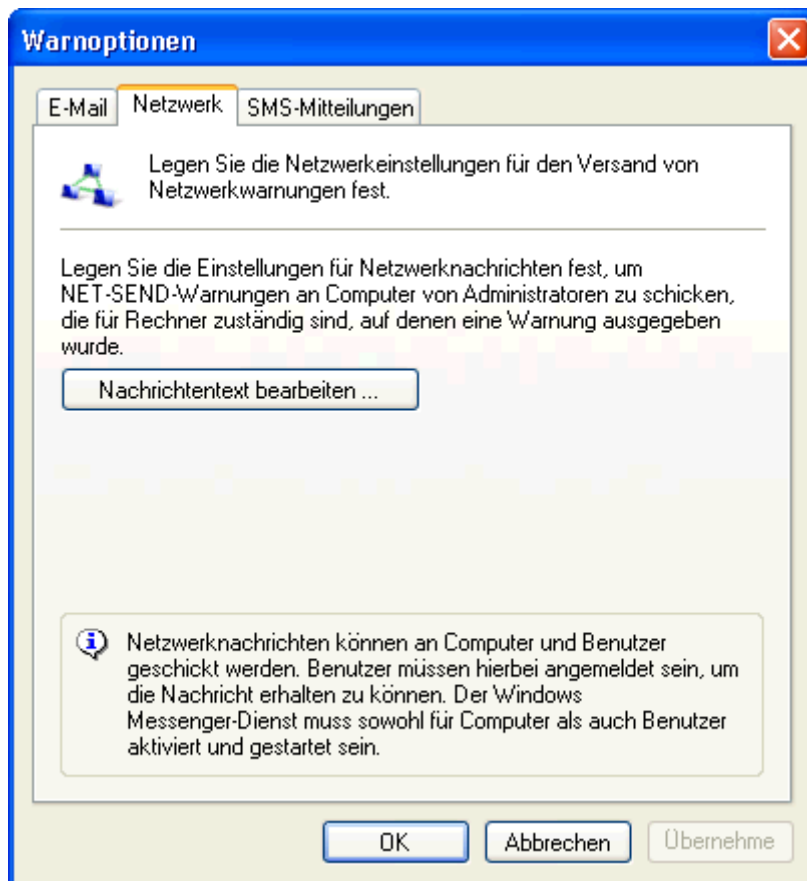 Warnoptionen
E-Mail
Netzwerk
SMS-Mitteilungen
Legen Sie die Netzwerkeinstellungen für den Versand von
Netzwerkwarnungen fest.
Legen Sie die Einstellungen für Netzwerknachrichten fest, um
NET-SEND-Warnungen an Computer von Administratoren zu schicken,
die für Rechner zuständig sind, auf denen eine Warnung ausgegeben
wurde.
Nachrichtentext bearbeiten ...
Netzwerknachrichten können an Computer und Benutzer
geschickt werden. Benutzer müssen hierbei angemeldet sein, um
die Nachricht erhalten zu können. Der Windows
Messenger-Dienst muss sowohl für Computer als auch Benutzer
aktiviert und gestartet sein.
OK
Abbrechen
Übernehme